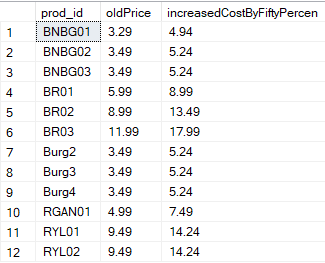 prod_id oldPrice increasedCostByFiftyPercen
1 BNBG01 3.29 4.94
2 BNBG02 3.49 5.24
3 BNBG03 3.49 5.24
4 BR01 5.99 8.99
5 BR02 8.99 13.49
6 BR03 11.99 17.99
7 Burg2 3.49 5.24
8 Burg3 3.49 5.24
9 Burg4 3.49 5.24
10 RGAN01 4.99 7.49
11 RYL01 9.49 14.24
12 RYL02 9.49 14.24